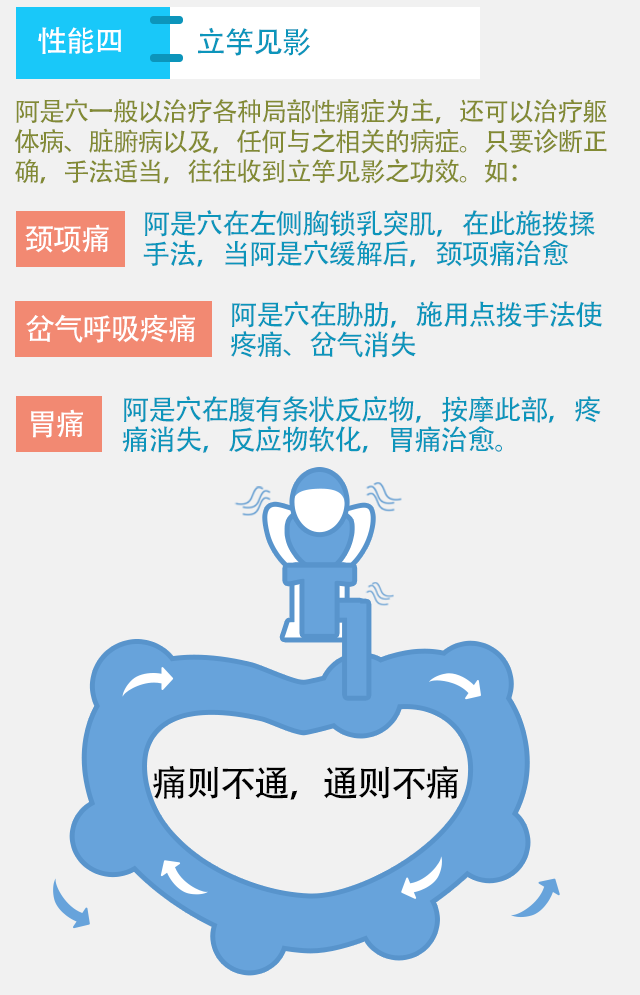 性能四
立竿见影
阿是穴一般以治疗各种局部性痛症为主，还可以治疗躯
体病、脏腑病以及，任何与之相关的病症。只要诊断正
确，手法适当，往往收到立竿见影之功效。如：
颈项痛
阿是穴在左侧胸锁乳突肌，在此施拨揉
手法，当阿是穴缓解后，颈项痛治愈
岔气呼吸疼痛
阿是穴在胁肋，施用点拨手法使
疼痛、岔气消失
胃痛
阿是穴在腹有条状反应物，按摩此部，疼
痛消失，反应物软化，胃痛治愈。
痛则不通，通则不痛